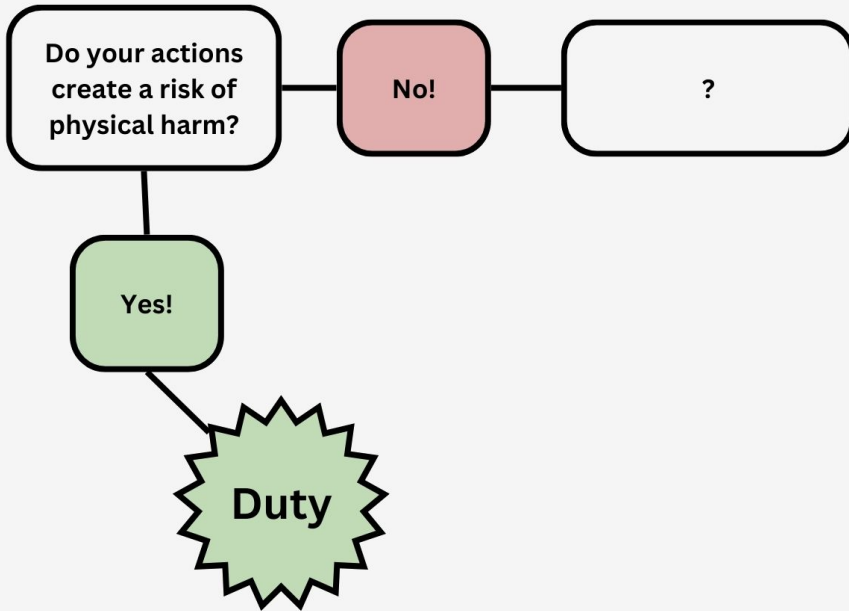 Do your actions
create a risk of
physical harm?
No!
?
Yes!
Duty